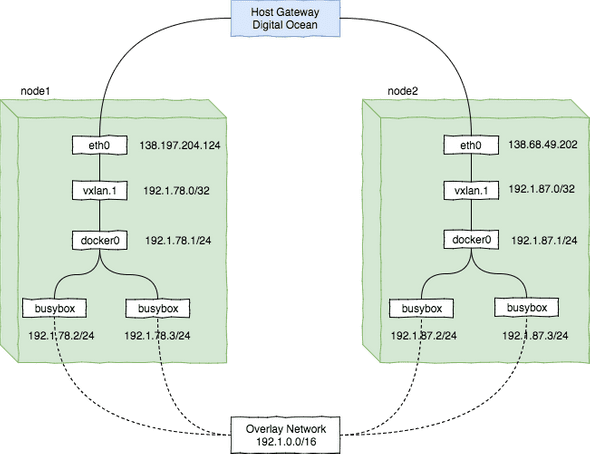 Host Gateway
Digital Ocean
node1
node2
eth0
138.197.204.124
eth0
138.68.49.202
vxlan.1
192.1.78.0/32
vxlan.1
192.1.87.0/32
docker0
192.1.78.1/24
docker0
192.1.87.1/24
busybox
busybox
busybox
busybox
192.1.78.2/24
192.1.78.3/24
192.1.87.2/24
192.1.87.3/24
Overlay Network
192.1.0.0/16